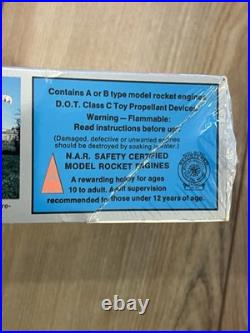 Contains A or B type model rocket engines
D.O.T. Class C Toy Propellant Devices
Warning – Flammable:
Read instructions before use.
(Damaged, defective or unwanted engines
should be destroyed by soaking in water.)
N.A.R. SAFETY CERTIFIED
MODEL ROCKET ENGINES
A rewarding hobby for ages
10 to adult. Adult supervision
recommended for those under 12 years of age.
re-